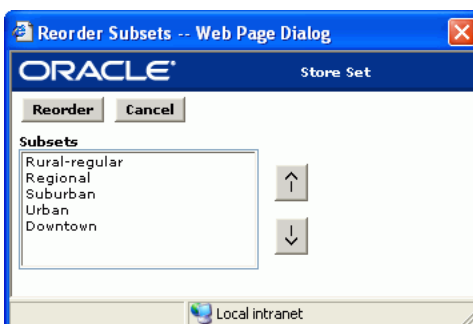 Reorder Subsets -- Web Page Dialog
ORACLE®
Store Set
Reorder
Cancel
Subsets
Rural-regular
Regional
Suburban
Urban
Downtown
Local intranet